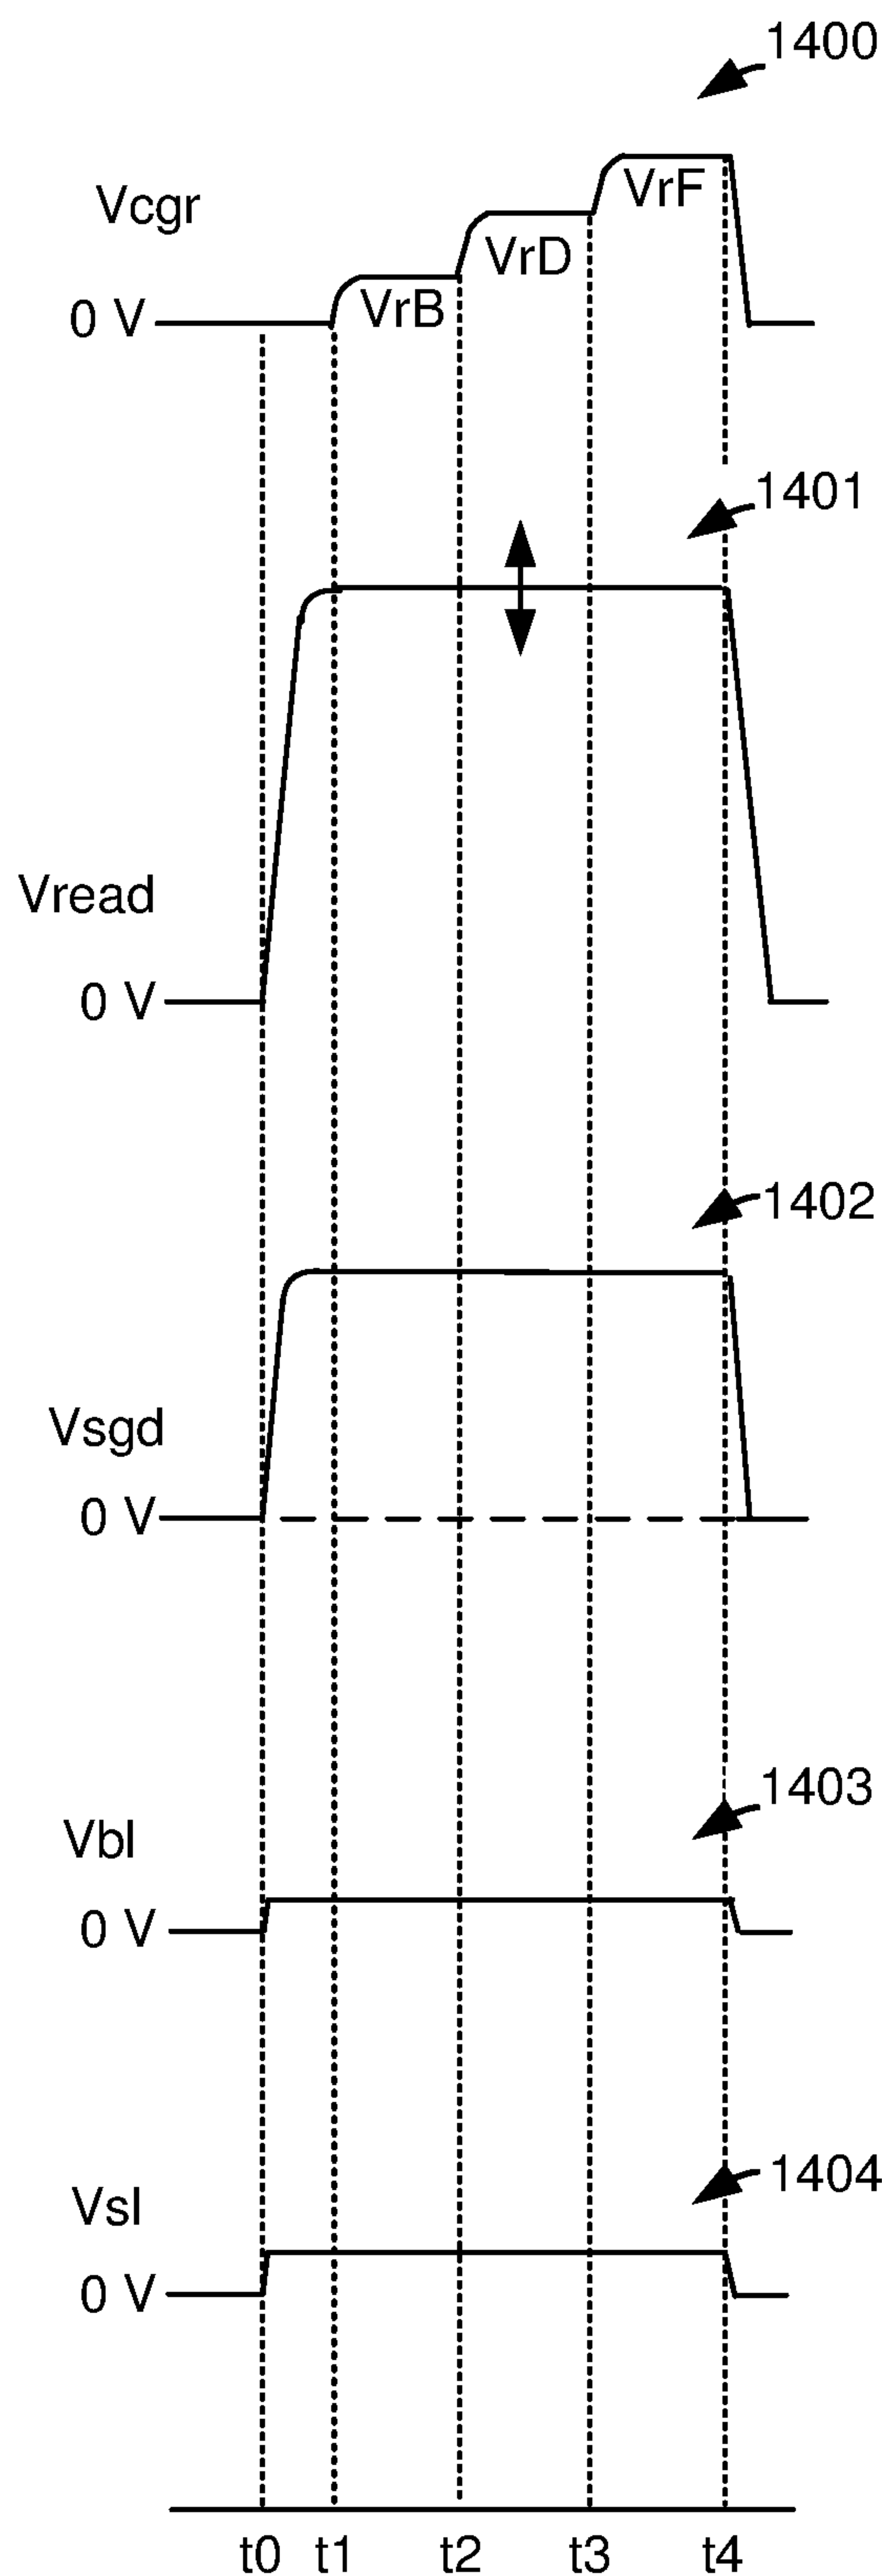 1400
Vcgr
VrF
VrD
VrB
0 V
1401
Vread
0 V
1402
Vsgd
0 V
1403
Vbl
0 V
1404
Vsl
0 V
t0 t1 t2 t3 t4